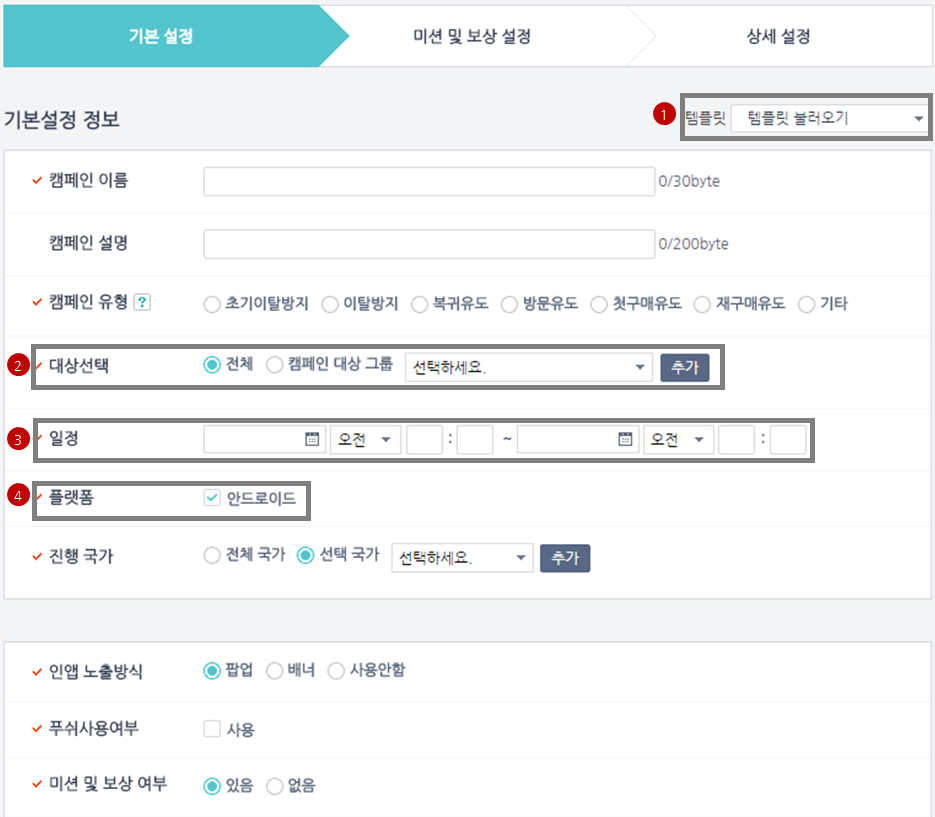 기본 설정 미션 및 보상 설정 상세 설정
기본설정 정보 1 템플릿 템플릿 불러오기
캠페인 이름 0/30byte
캠페인 설명 0/200byte
캠페인 유형 ? 초기이탈방지 이탈방지 복귀유도 방문유도 첫구매유도 재구매유도 기타
2 대상선택 전체 캠페인 대상 그룹 선택하세요. 추가
3 일정 오전 : ~ 오전 :
4 플랫폼 안드로이드
진행 국가 전체 국가 선택 국가 선택하세요. 추가
인앱 노출방식 팝업 배너 사용안함
푸쉬사용여부 사용
미션 및 보상 여부 있음 없음